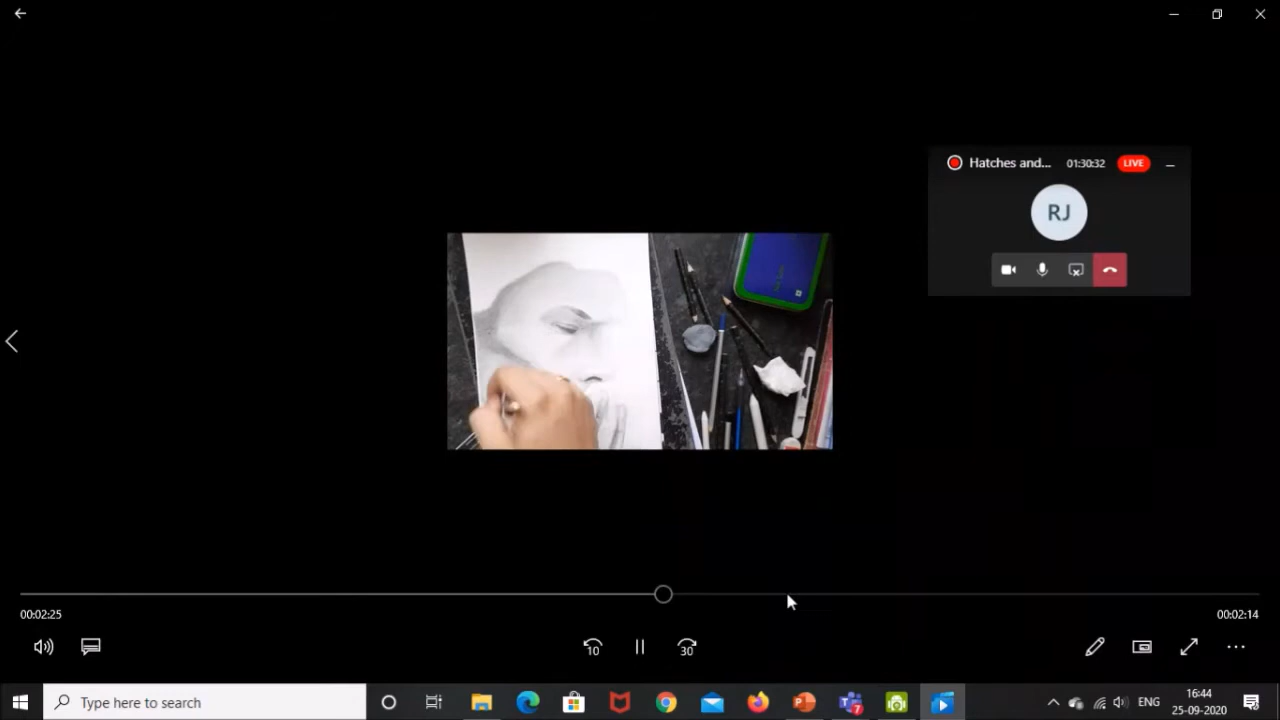 Hatches and... 01:30:32 LIVE
RJ
00:02:25
00:02:14
10
30
Type here to search
7
ENG
16:44
25-09-2020